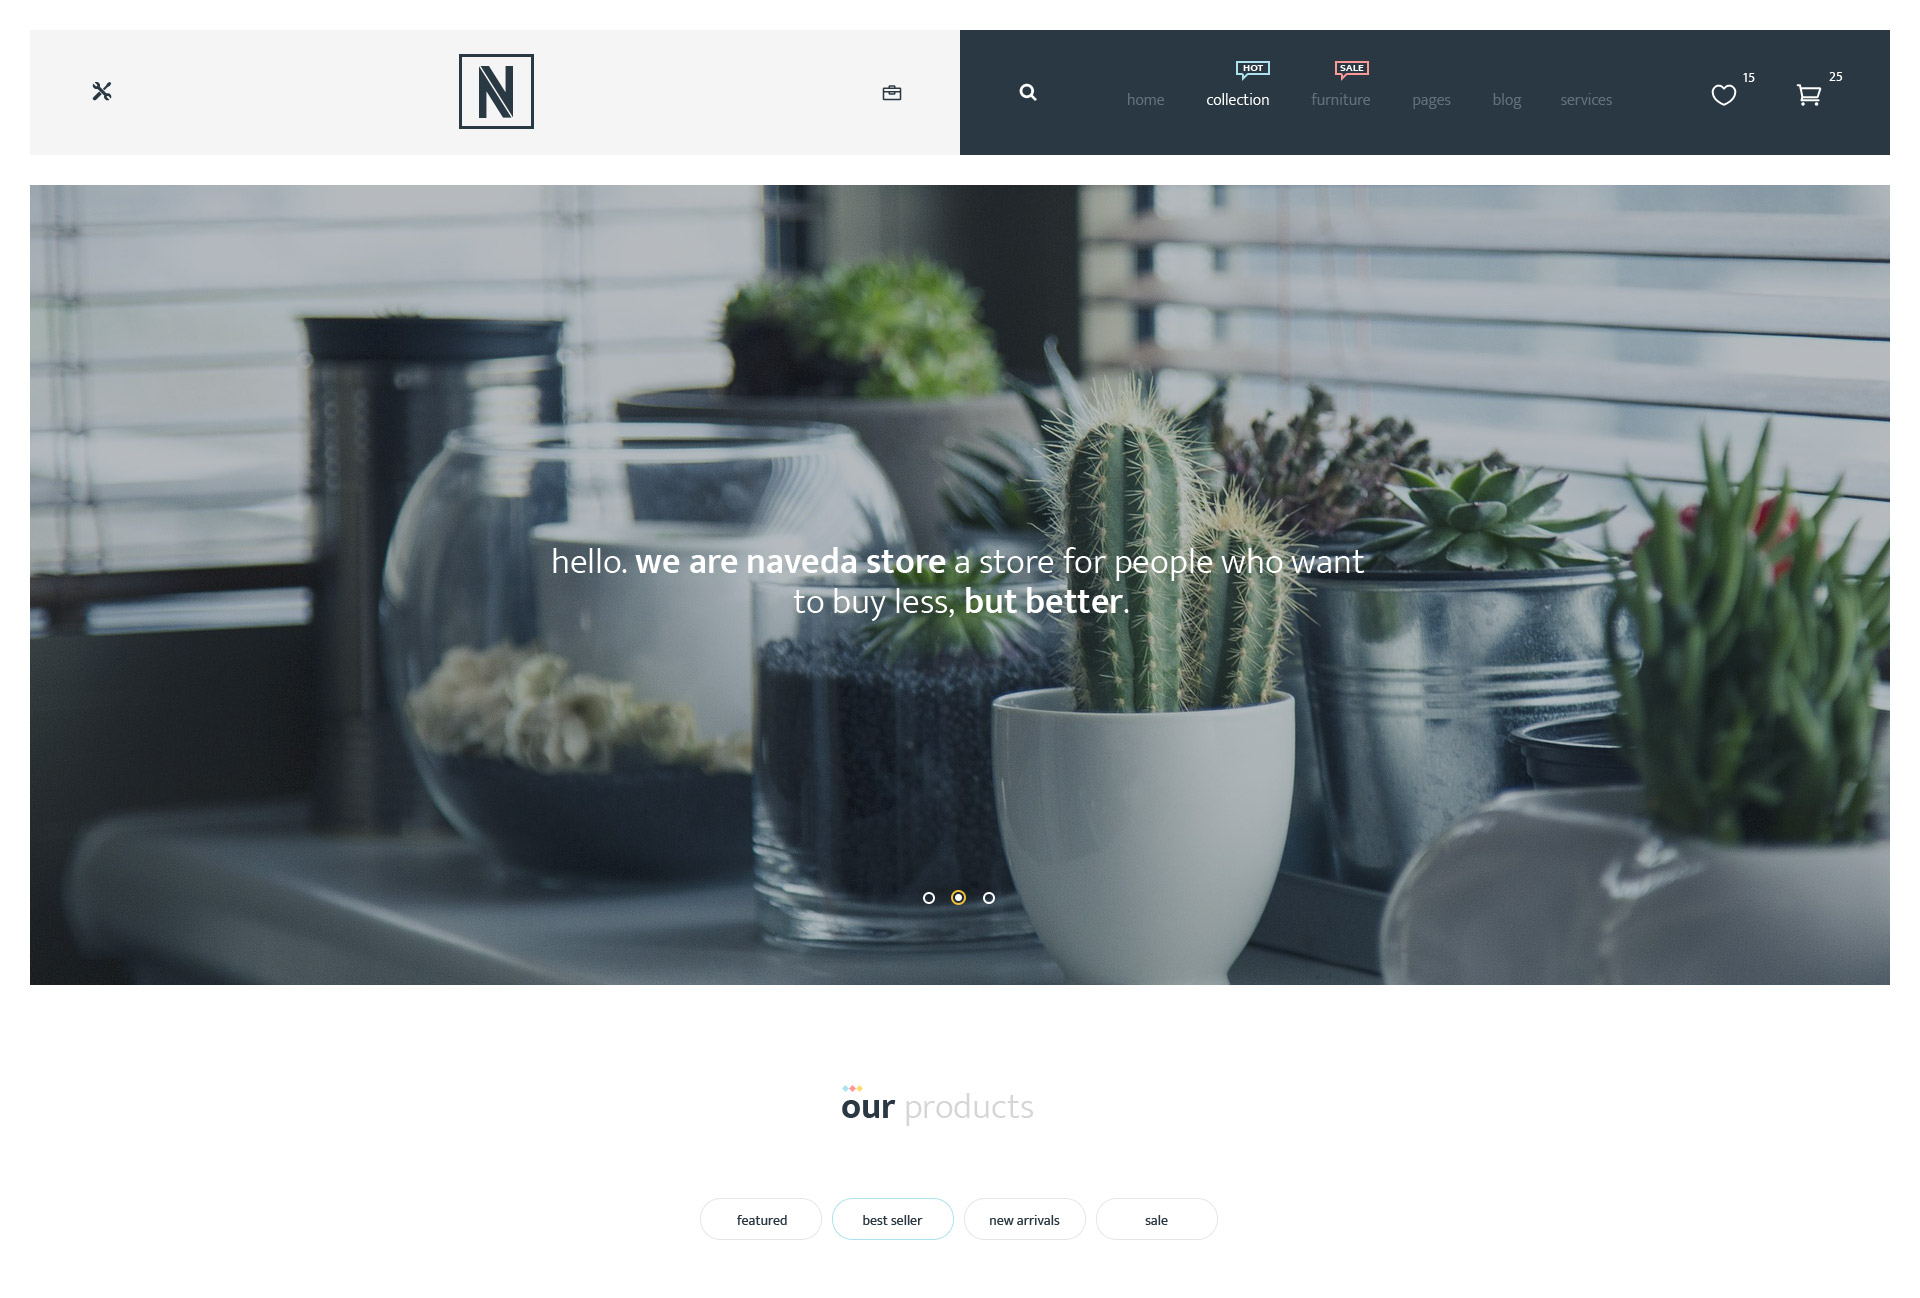 N
HOT
SALE
home collection furniture pages blog services
15
25
hello. we are naveda store a store for people who want
to buy less, but better.
our products
featured best seller new arrivals sale